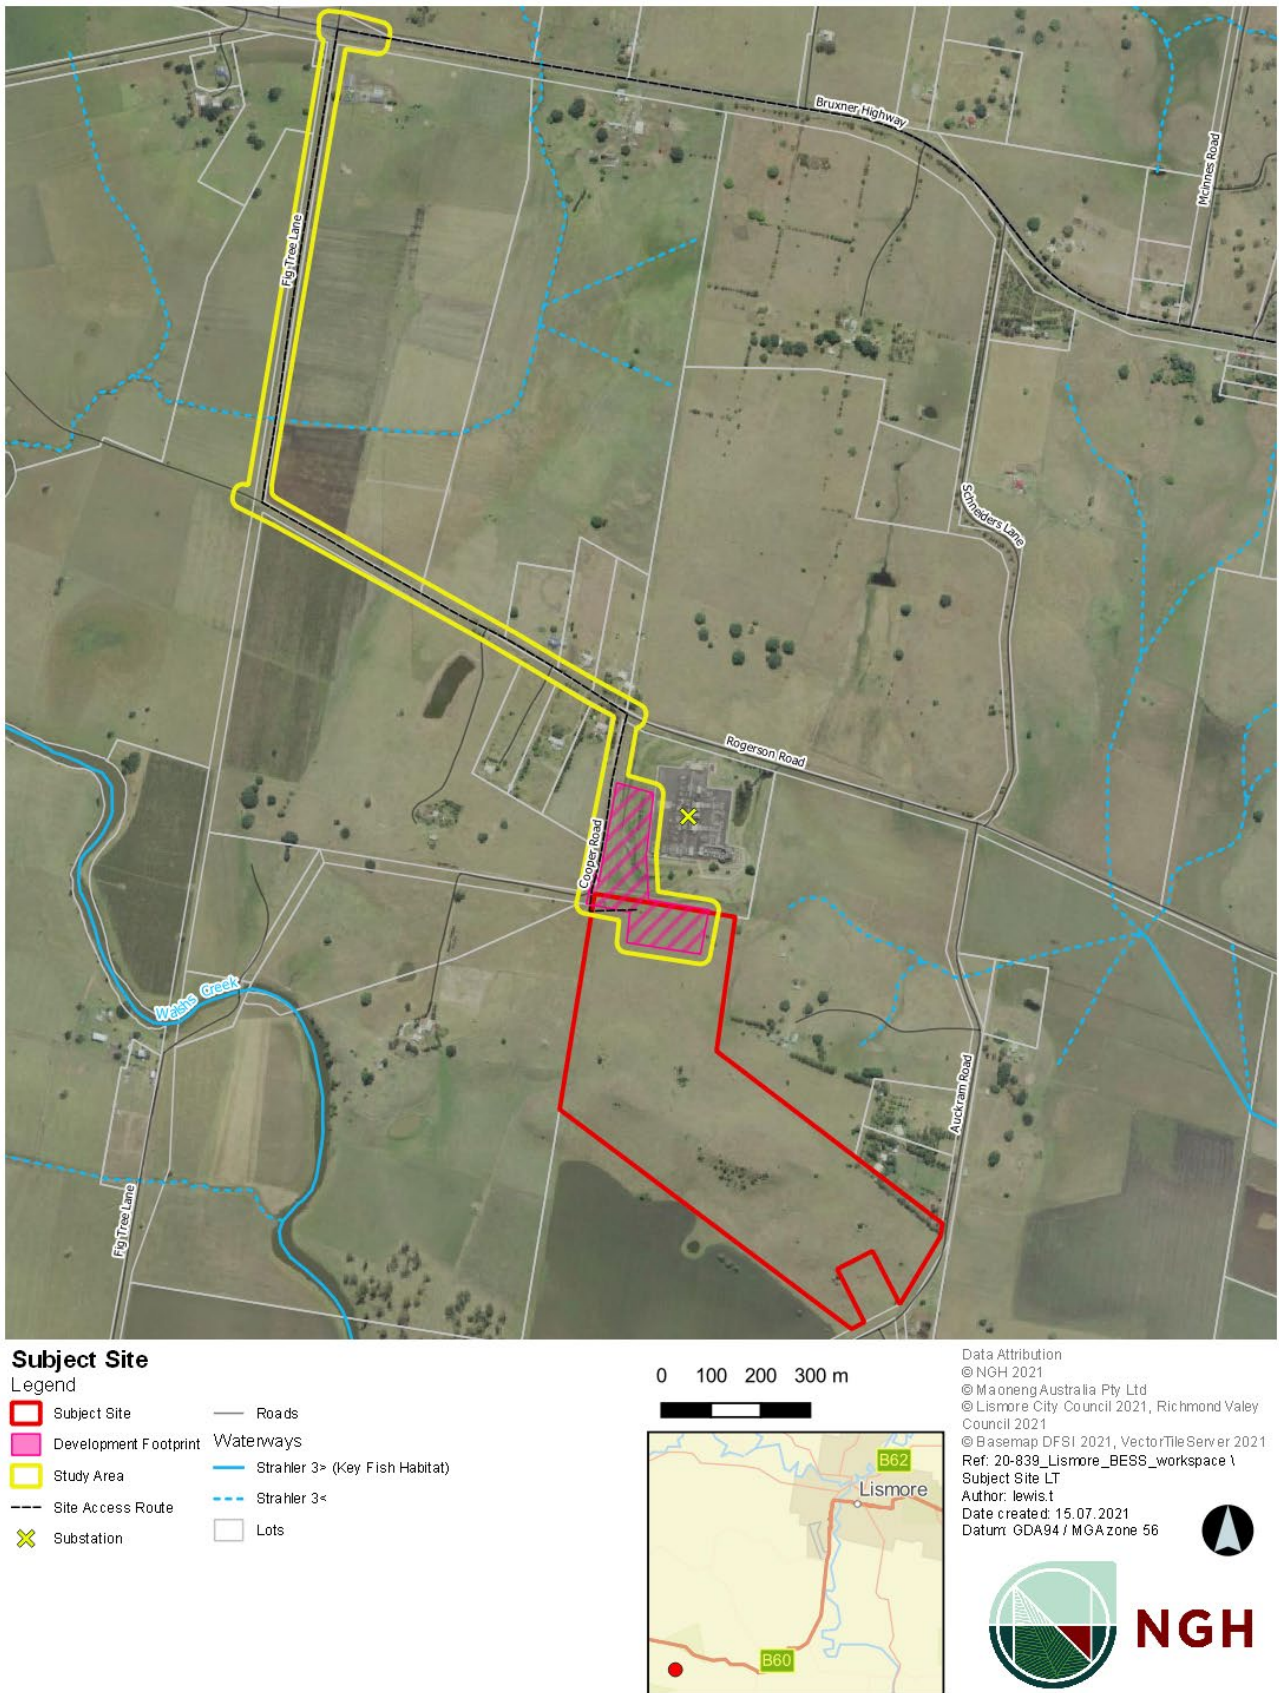 Bruxner Highway
McInnes Road
Fig Tree Lane
Schneiders Lane
Rogerson Road
Cooper Road
Walshs Creek
Auckram Road
Fig Tree Lane
Subject Site
Legend
Subject Site
Development Footprint
Study Area
Site Access Route
Substation
Roads
Waterways
Strahler 3> (Key Fish Habitat)
Strahler 3<
Lots
0 100 200 300 m
B62
Lismore
B60
Data Attribution
© NGH 2021
© Maoneng Australia Pty Ltd
© Lismore City Council 2021, Richmond Valey
Council 2021
© Basemap DFSI 2021, VectorTileServer 2021
Ref: 20-839_Lismore_BESS_workspace \
Subject Site LT
Author: lewis.t
Date created: 15.07.2021
Datum: GDA94 / MGA zone 56
NGH